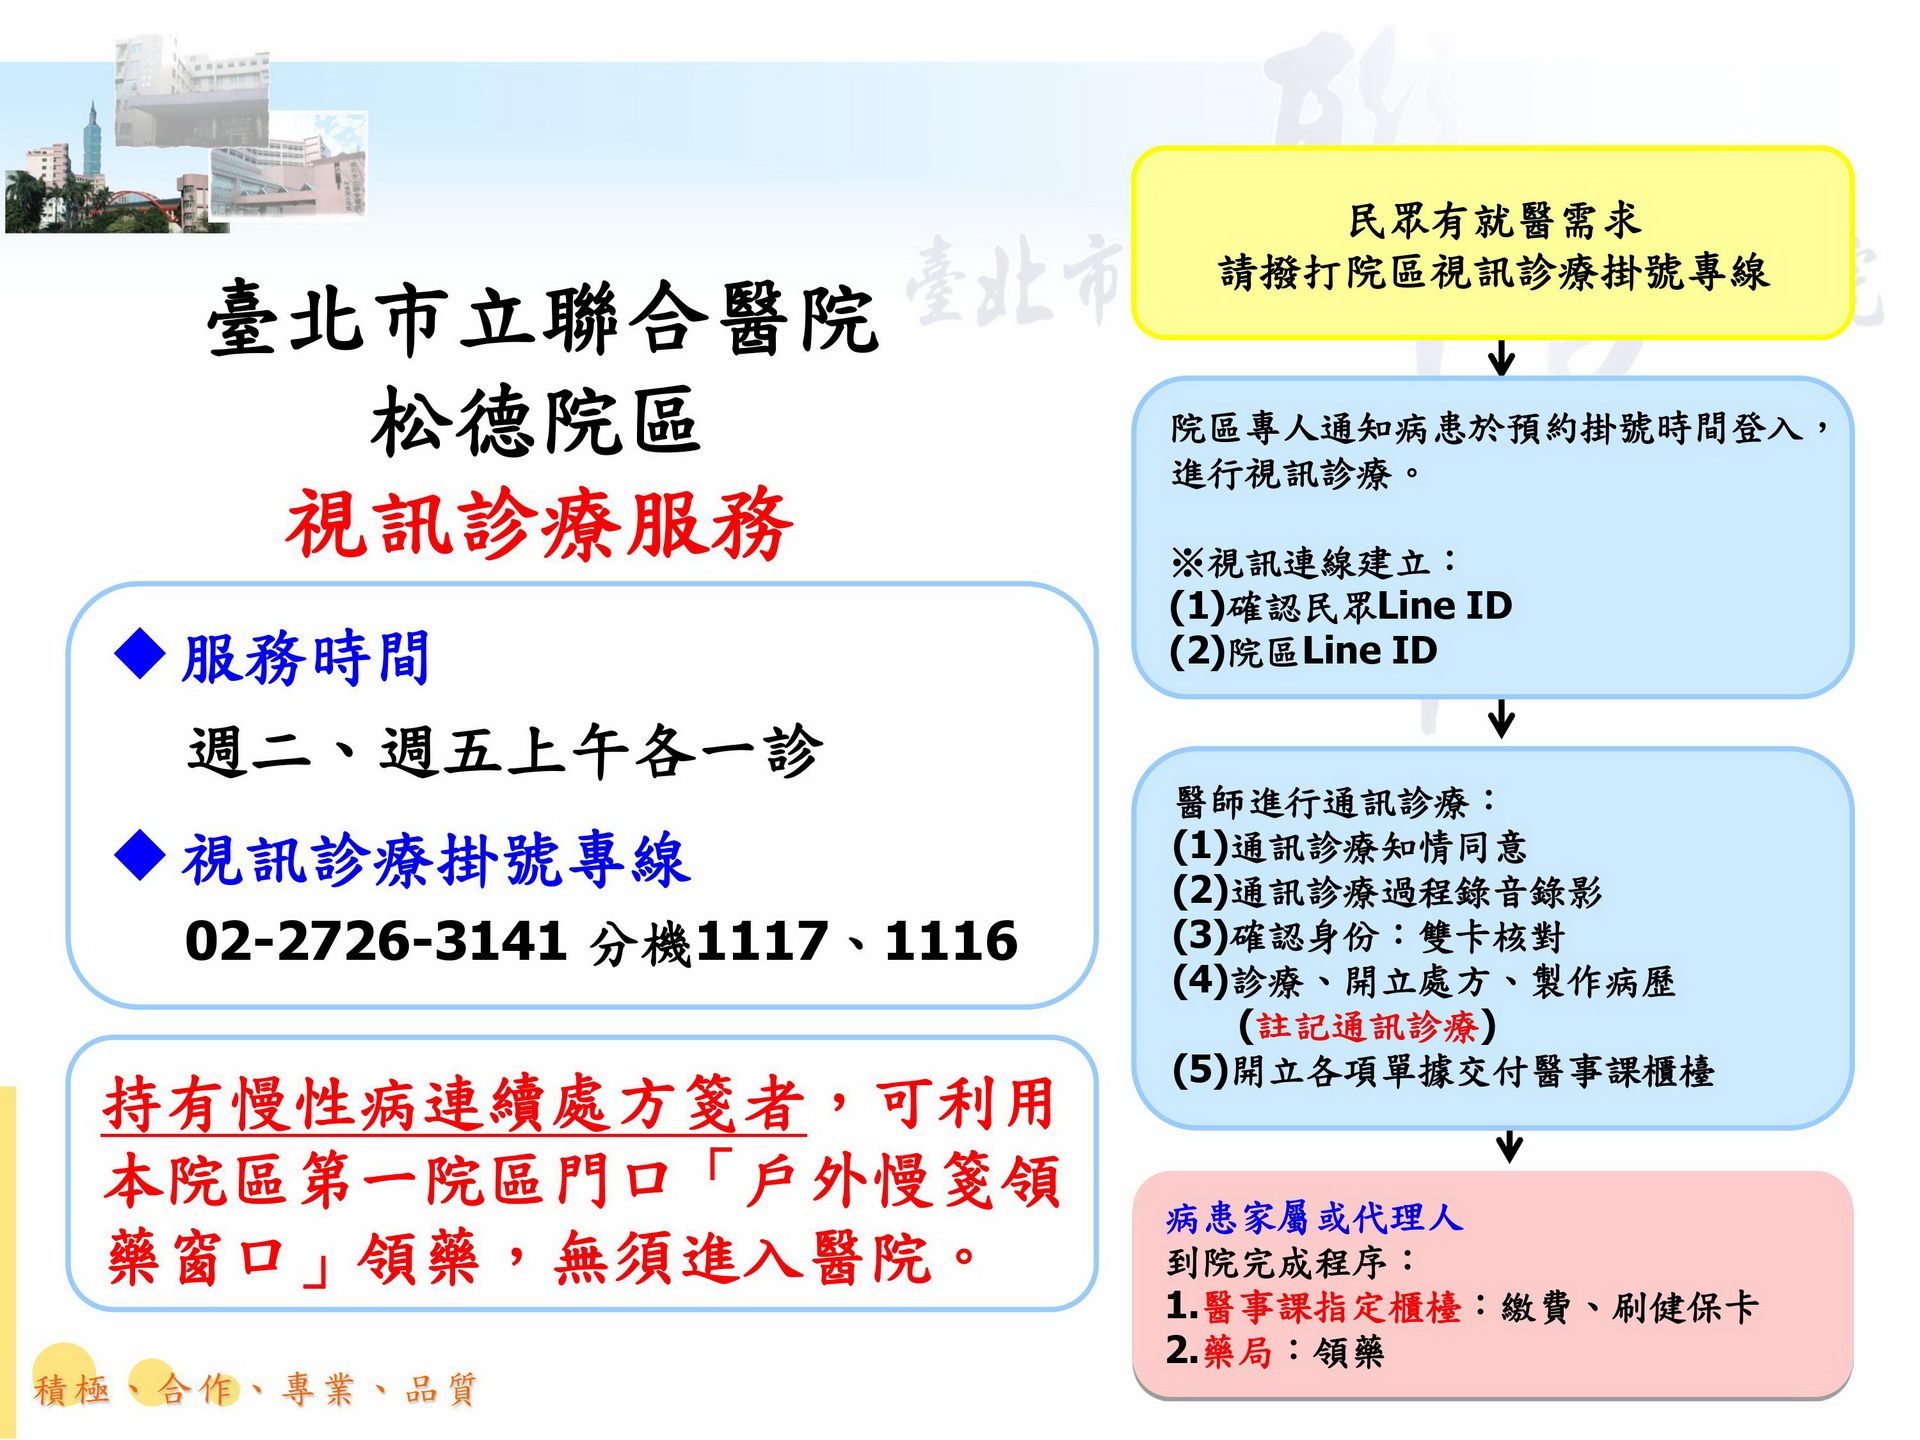 臺北市立聯合醫院
松德院區
視訊診療服務
◆服務時間
週二、週五上午各一診
◆視訊診療掛號專線
02-2726-3141 分機1117、1116
持有慢性病連續處方箋者，可利用
本院區第一院區門口「戶外慢箋領
藥窗口」領藥，無須進入醫院。
積極、合作、專業、品質
臺北市
院
民眾有就醫需求
請撥打院區視訊診療掛號專線
院區專人通知病患於預約掛號時間登入，
進行視訊診療。
※視訊連線建立：
(1)確認民眾Line ID
(2)院區Line ID
醫師進行通訊診療：
(1)通訊診療知情同意
(2)通訊診療過程錄音錄影
(3)確認身份：雙卡核對
(4)診療、開立處方、製作病歷
(註記通訊診療)
(5)開立各項單據交付醫事課櫃檯
病患家屬或代理人
到院完成程序：
1.醫事課指定櫃檯：繳費、刷健保卡
2.藥局：領藥